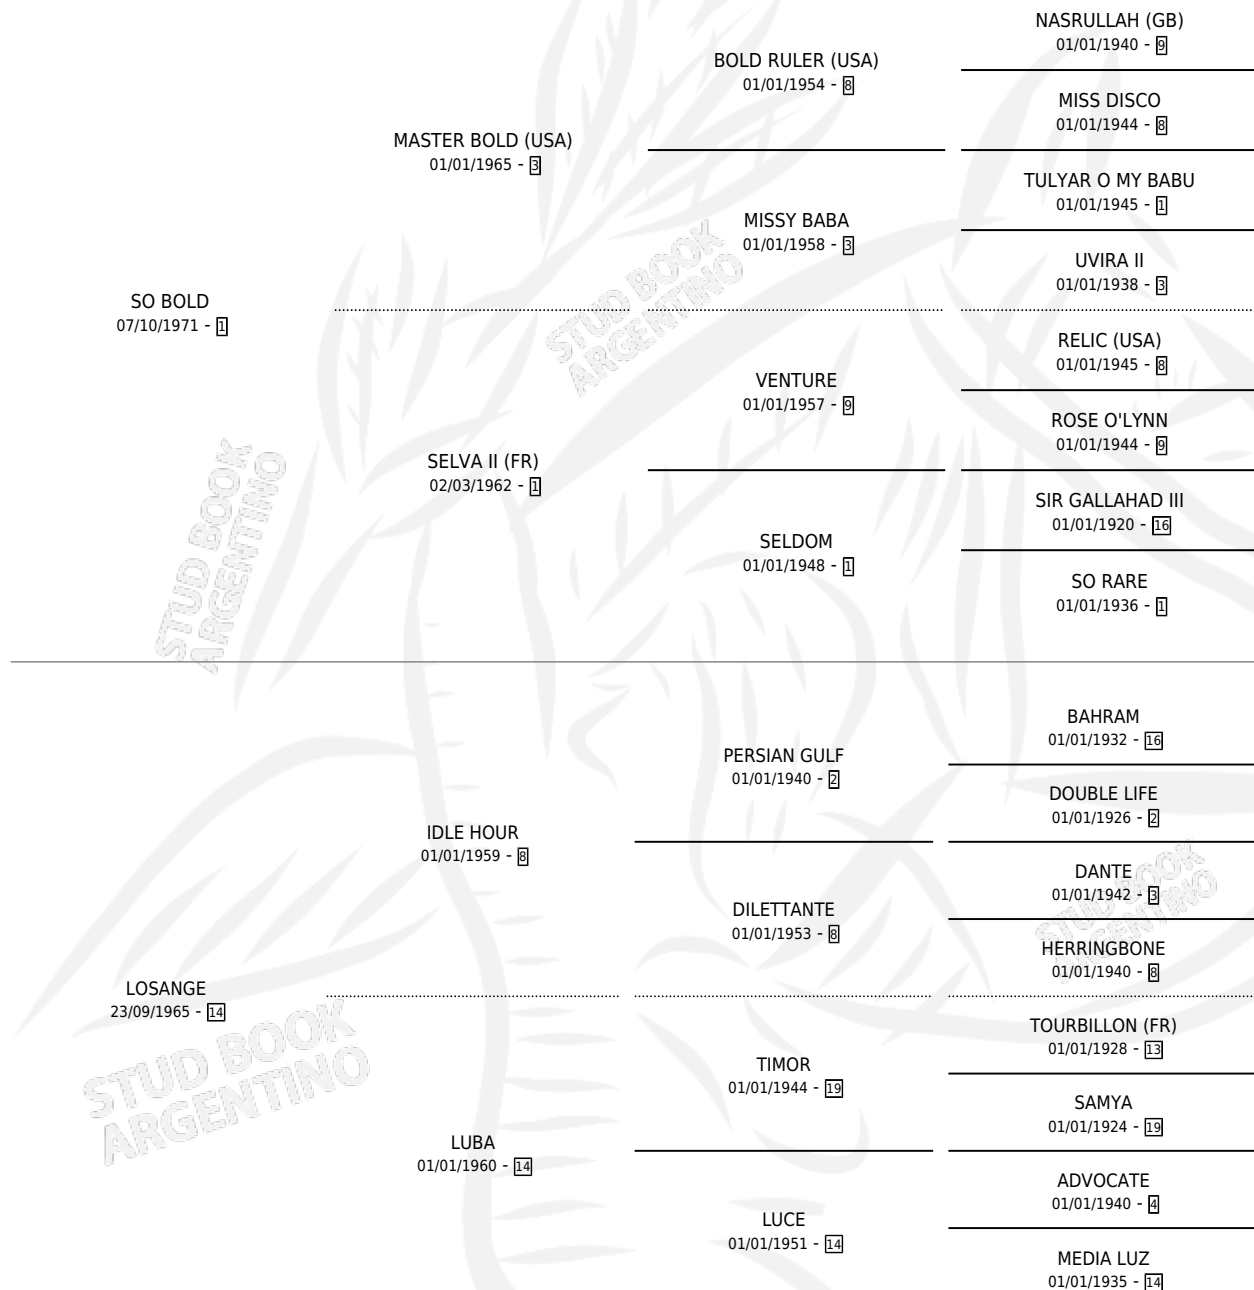 NASRULLAH (GB)
01/01/1940 - 9
BOLD RULER (USA)
01/01/1954 - 8
MISS DISCO
01/01/1944 - 8
MASTER BOLD (USA)
01/01/1965 - 3
TULYAR O MY BABU
01/01/1945 - 1
MISSY BABA
01/01/1958 - 3
UVIRA II
01/01/1938 - 3
SO BOLD
07/10/1971 - 1
RELIC (USA)
01/01/1945 - 8
VENTURE
01/01/1957 - 9
ROSE O'LYNN
01/01/1944 - 9
SELVA II (FR)
02/03/1962 - 1
SIR GALLAHAD III
01/01/1920 - 16
SELDOM
01/01/1948 - 1
SO RARE
01/01/1936 - 1
BAHRAM
01/01/1932 - 16
PERSIAN GULF
01/01/1940 - 2
DOUBLE LIFE
01/01/1926 - 2
IDLE HOUR
01/01/1959 - 8
DANTE
01/01/1942 - 3
DILETTANTE
01/01/1953 - 8
HERRINGBONE
01/01/1940 - 8
LOSANGE
23/09/1965 - 14
TOURBILLON (FR)
01/01/1928 - 13
TIMOR
01/01/1944 - 19
SAMYA
01/01/1924 - 19
LUBA
01/01/1960 - 14
ADVOCATE
01/01/1940 - 4
LUCE
01/01/1951 - 14
MEDIA LUZ
01/01/1935 - 14
STUD BOOK
ARGENTINO
STUD BOOK
ARGENTINO
STUD BOOK
ARGENTINO
STUD BOOK
ARGENTINO